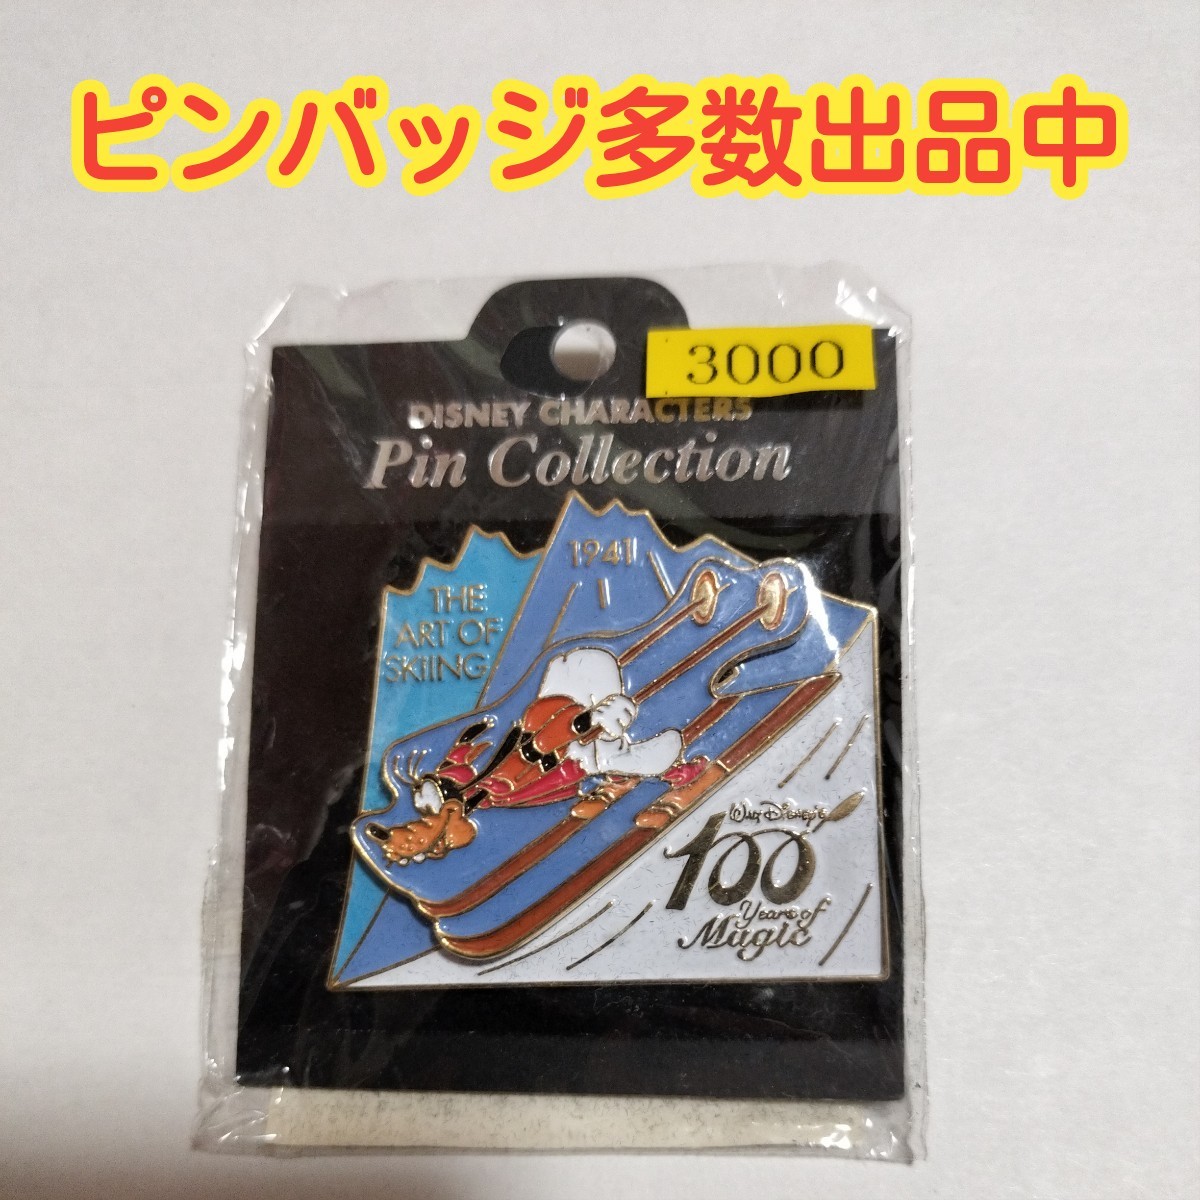 ピンバッジ多数出品中
3000
DISNEY CHARACTERS
Pin Collection
1941
THE
ART OF
SKIING
WALT DISNEY'S
100
Years of
Magic